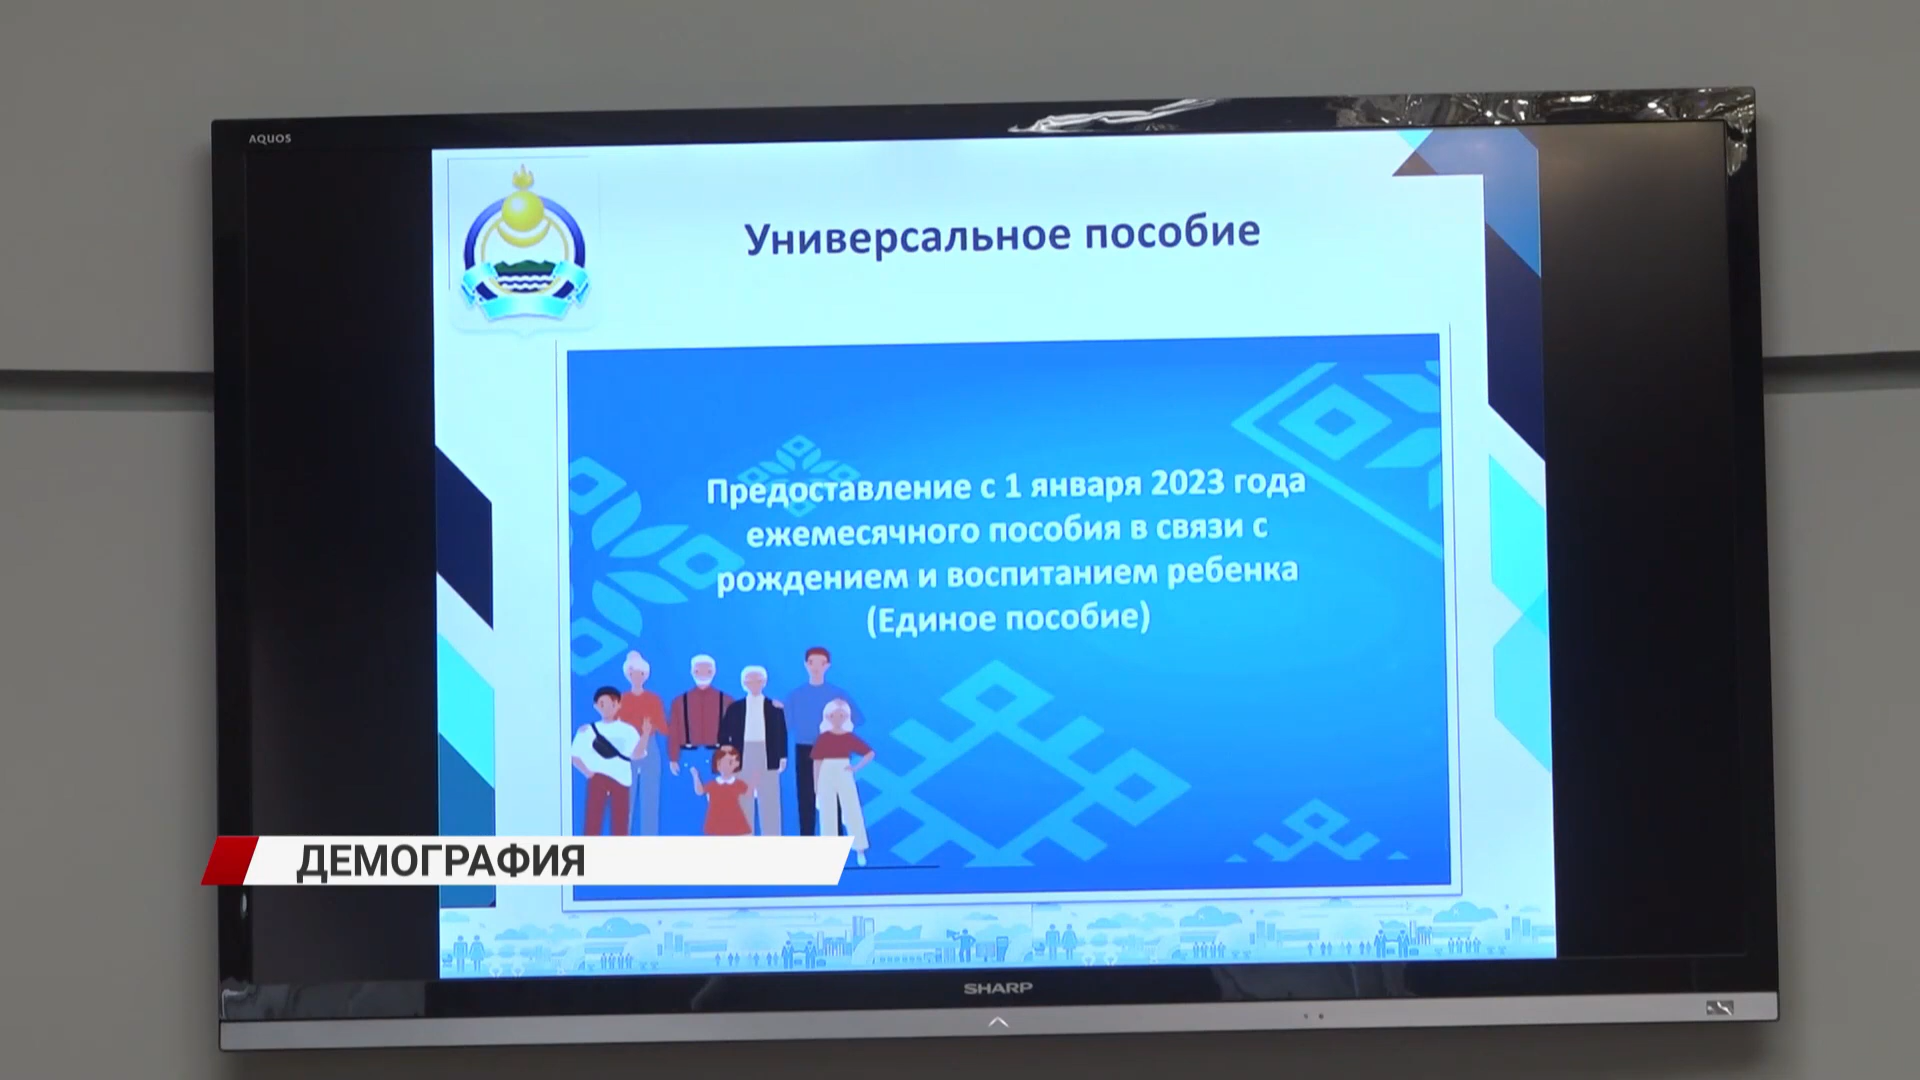 AQUOS
Универсальное пособие
Предоставление с 1 января 2023 года
ежемесячного пособия в связи с
рождением и воспитанием ребенка
(Единое пособие)
ДЕМОГРАФИЯ
SHARP